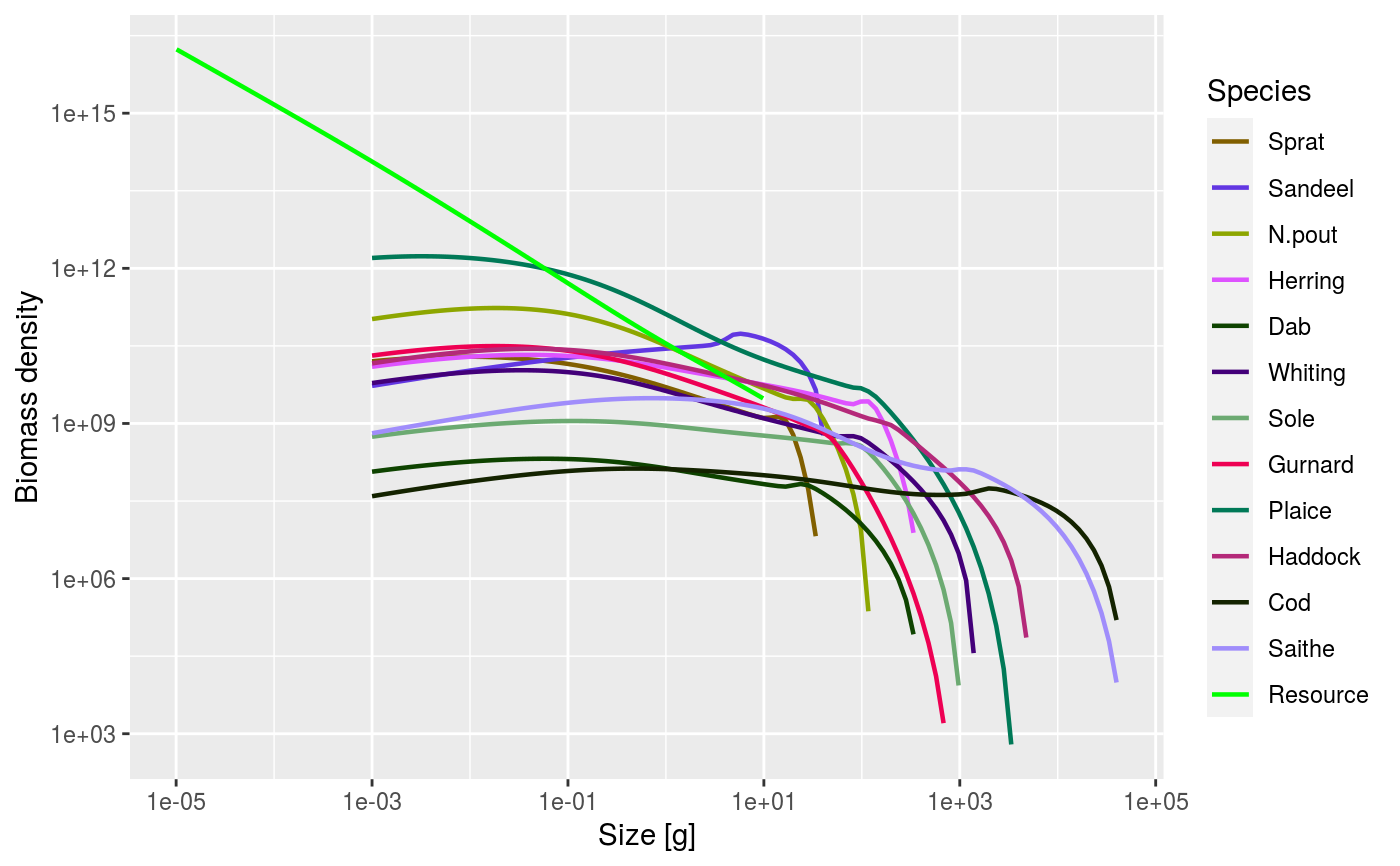 Biomass density
1e+15
1e+12
1e+09
1e+06
1e+03
1e-05
1e-03
1e-01
1e+01
1e+03
1e+05
Size [g]
Species
Sprat
Sandeel
N.pout
Herring
Dab
Whiting
Sole
Gurnard
Plaice
Haddock
Cod
Saithe
Resource